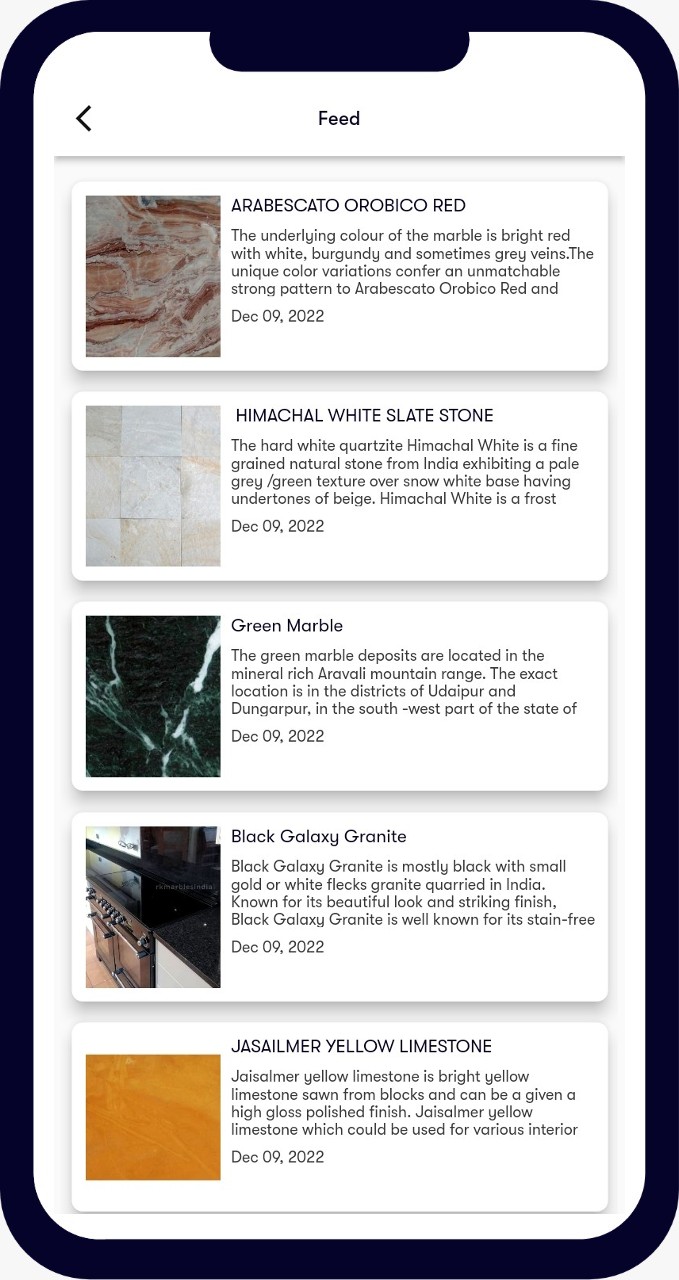 Feed
ARABESCATO OROBICO RED
The underlying colour of the marble is bright red
with white, burgundy and sometimes grey veins.The
unique color variations confer an unmatchable
strong pattern to Arabescato Orobico Red and
Dec 09, 2022
HIMACHAL WHITE SLATE STONE
The hard white quartzite Himachal White is a fine
grained natural stone from India exhibiting a pale
grey /green texture over snow white base having
undertones of beige. Himachal White is a frost
Dec 09, 2022
Green Marble
The green marble deposits are located in the
mineral rich Aravali mountain range. The exact
location is in the districts of Udaipur and
Dungarpur, in the south -west part of the state of
Dec 09, 2022
rkmarblesindia
Black Galaxy Granite
Black Galaxy Granite is mostly black with small
gold or white flecks granite quarried in India.
Known for its beautiful look and striking finish,
Black Galaxy Granite is well known for its stain-free
Dec 09, 2022
JASAILMER YELLOW LIMESTONE
Jaisalmer yellow limestone is bright yellow
limestone sawn from blocks and can be a given a
high gloss polished finish. Jaisalmer yellow
limestone which could be used for various interior
Dec 09, 2022